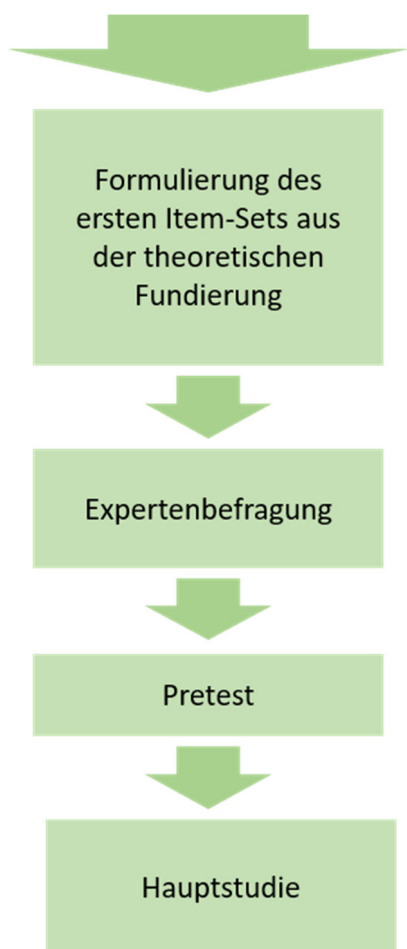 Formulierung des
ersten Item-Sets aus
der theoretischen
Fundierung
Expertenbefragung
Pretest
Hauptstudie